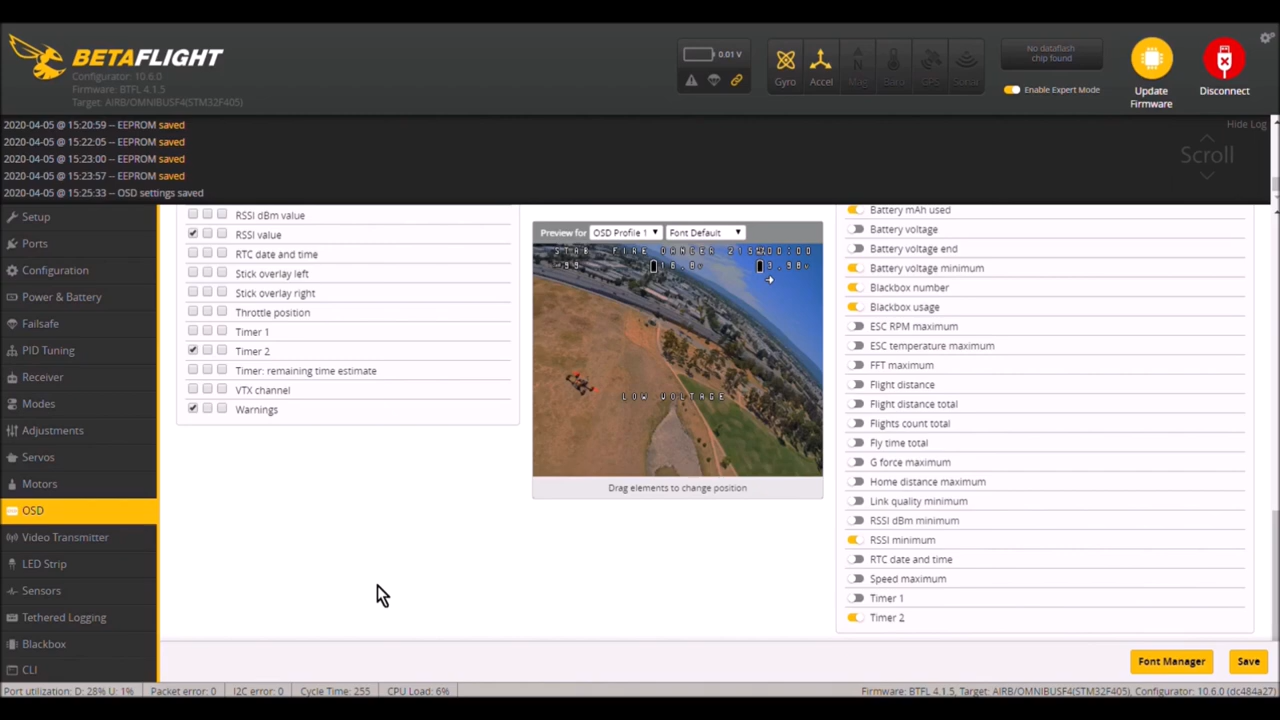 BETAFLIGHT
Configurator: 10.6.0
Firmware: BTFL 4.1.5
Target: AIRB/OMNIBUSF4(STM32F405)
0.01 V
Gyro
Accel
Mag
Baro
GPS
Sonar
No dataflash
chip found
Enable Expert Mode
Update
Firmware
Disconnect
2020-04-05 @ 15:20:59 -- EEPROM saved
2020-04-05 @ 15:22:05 -- EEPROM saved
2020-04-05 @ 15:23:00 -- EEPROM saved
2020-04-05 @ 15:23:57 -- EEPROM saved
2020-04-05 @ 15:25:33 -- OSD settings saved
Hide Log
Scroll
Setup
Ports
Configuration
Power & Battery
Failsafe
PID Tuning
Receiver
Modes
Adjustments
Servos
Motors
OSD
Video Transmitter
LED Strip
Sensors
Tethered Logging
Blackbox
CLI
RSSI dBm value
RSSI value
RTC date and time
Stick overlay left
Stick overlay right
Throttle position
Timer 1
Timer 2
Timer: remaining time estimate
VTX channel
Warnings
Preview for OSD Profile 1 Font Default
STAB FIRE DANGER 215 00:00
99 16.8V 3.98V
LOW VOLTAGE
Drag elements to change position
Battery mAh used
Battery voltage
Battery voltage end
Battery voltage minimum
Blackbox number
Blackbox usage
ESC RPM maximum
ESC temperature maximum
FFT maximum
Flight distance
Flight distance total
Flights count total
Fly time total
G force maximum
Home distance maximum
Link quality minimum
RSSI dBm minimum
RSSI minimum
RTC date and time
Speed maximum
Timer 1
Timer 2
Font Manager
Save
Port utilization: D: 28% U: 1%
Packet error: 0
I2C error: 0
Cycle Time: 255
CPU Load: 6%
Firmware: BTFL 4.1.5, Target: AIRB/OMNIBUSF4(STM32F405), Configurator: 10.6.0 (dc484a27)